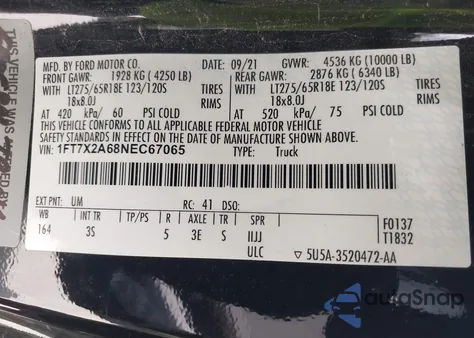 MFD. BY FORD MOTOR CO.
DATE: 09/21 GVWR: 4536 KG (10000 LB)
FRONT GAWR: 1928 KG (4250 LB) REAR GAWR: 2876 KG (6340 LB)
WITH LT275/65R18E 123/120S TIRES WITH LT275/65R18E 123/120S TIRES
18x8.0J RIMS 18x8.0J RIMS
AT 420 kPa/ 60 PSI COLD AT 520 kPa/ 75 PSI COLD
THIS VEHICLE CONFORMS TO ALL APPLICABLE FEDERAL MOTOR VEHICLE SAFETY STANDARDS IN EFFECT ON THE DATE OF MANUFACTURE SHOWN ABOVE.
VIN: 1FT7X2A68NEC67065 TYPE: Truck
EXT PNT: UM RC: 41 DSO:
WB INT TR TP/PS R AXLE TR SPR
164 3S 5 3E S IIJJ
ULC
F0137
T1832
▽ 5U5A-3520472-AA
THIS VEHICLE WAS
autoSnap